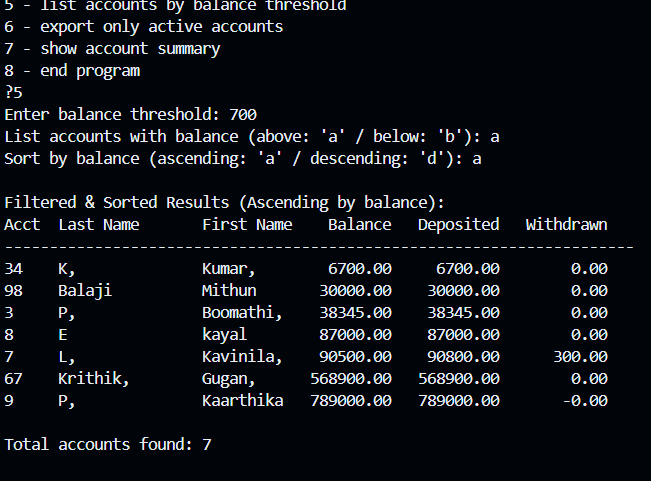 5 - list accounts by balance threshold
6 - export only active accounts
7 - show account summary
8 - end program
?5
Enter balance threshold: 700
List accounts with balance (above: 'a' / below: 'b'): a
Sort by balance (ascending: 'a' / descending: 'd'): a
Filtered & Sorted Results (Ascending by balance):
Acct  Last Name       First Name    Balance   Deposited   Withdrawn
----------------------------------------------------------------------
34    K,              Kumar,        6700.00     6700.00        0.00
98    Balaji          Mithun       30000.00    30000.00        0.00
3     P,              Boomathi,    38345.00    38345.00        0.00
8     E               kayal        87000.00    87000.00        0.00
7     L,              Kavinila,    90500.00    90800.00      300.00
67    Krithik,        Gugan,      568900.00   568900.00        0.00
9     P,              Kaarthika   789000.00   789000.00       -0.00
Total accounts found: 7